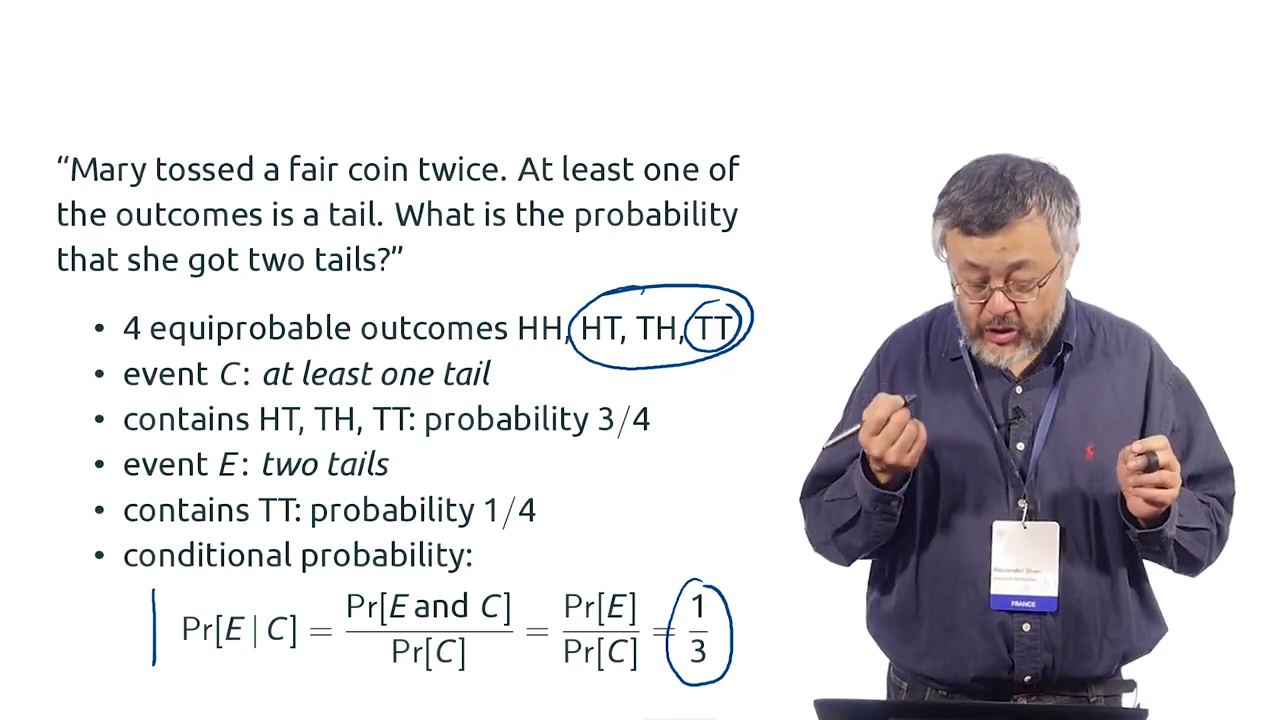 “Mary tossed a fair coin twice. At least one of
the outcomes is a tail. What is the probability
that she got two tails?”
• 4 equiprobable outcomes HH, HT, TH, TT
• event C: at least one tail
• contains HT, TH, TT: probability 3/4
• event E: two tails
• contains TT: probability 1/4
• conditional probability:
Pr[E | C] = Pr[E and C] / Pr[C] = Pr[E] / Pr[C] = 1 / 3
FRANCE